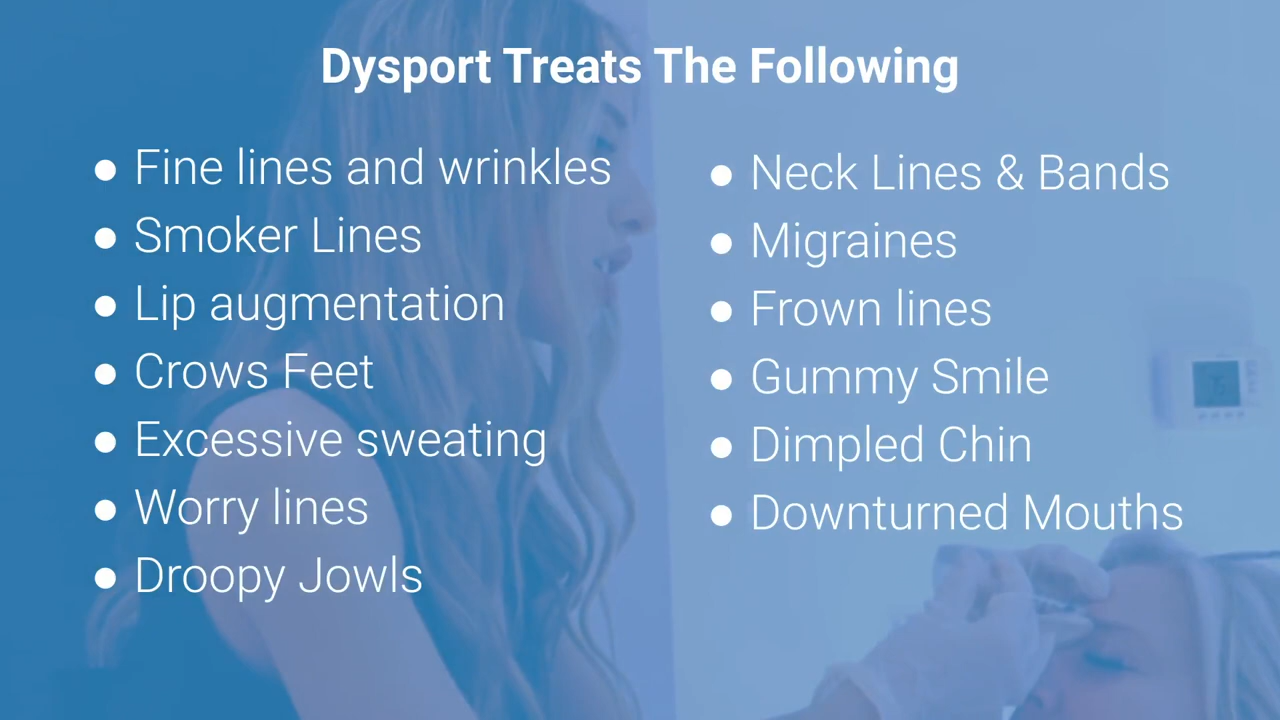 Dysport Treats The Following
● Fine lines and wrinkles
● Smoker Lines
● Lip augmentation
● Crows Feet
● Excessive sweating
● Worry lines
● Droopy Jowls
● Neck Lines & Bands
● Migraines
● Frown lines
● Gummy Smile
● Dimpled Chin
● Downturned Mouths